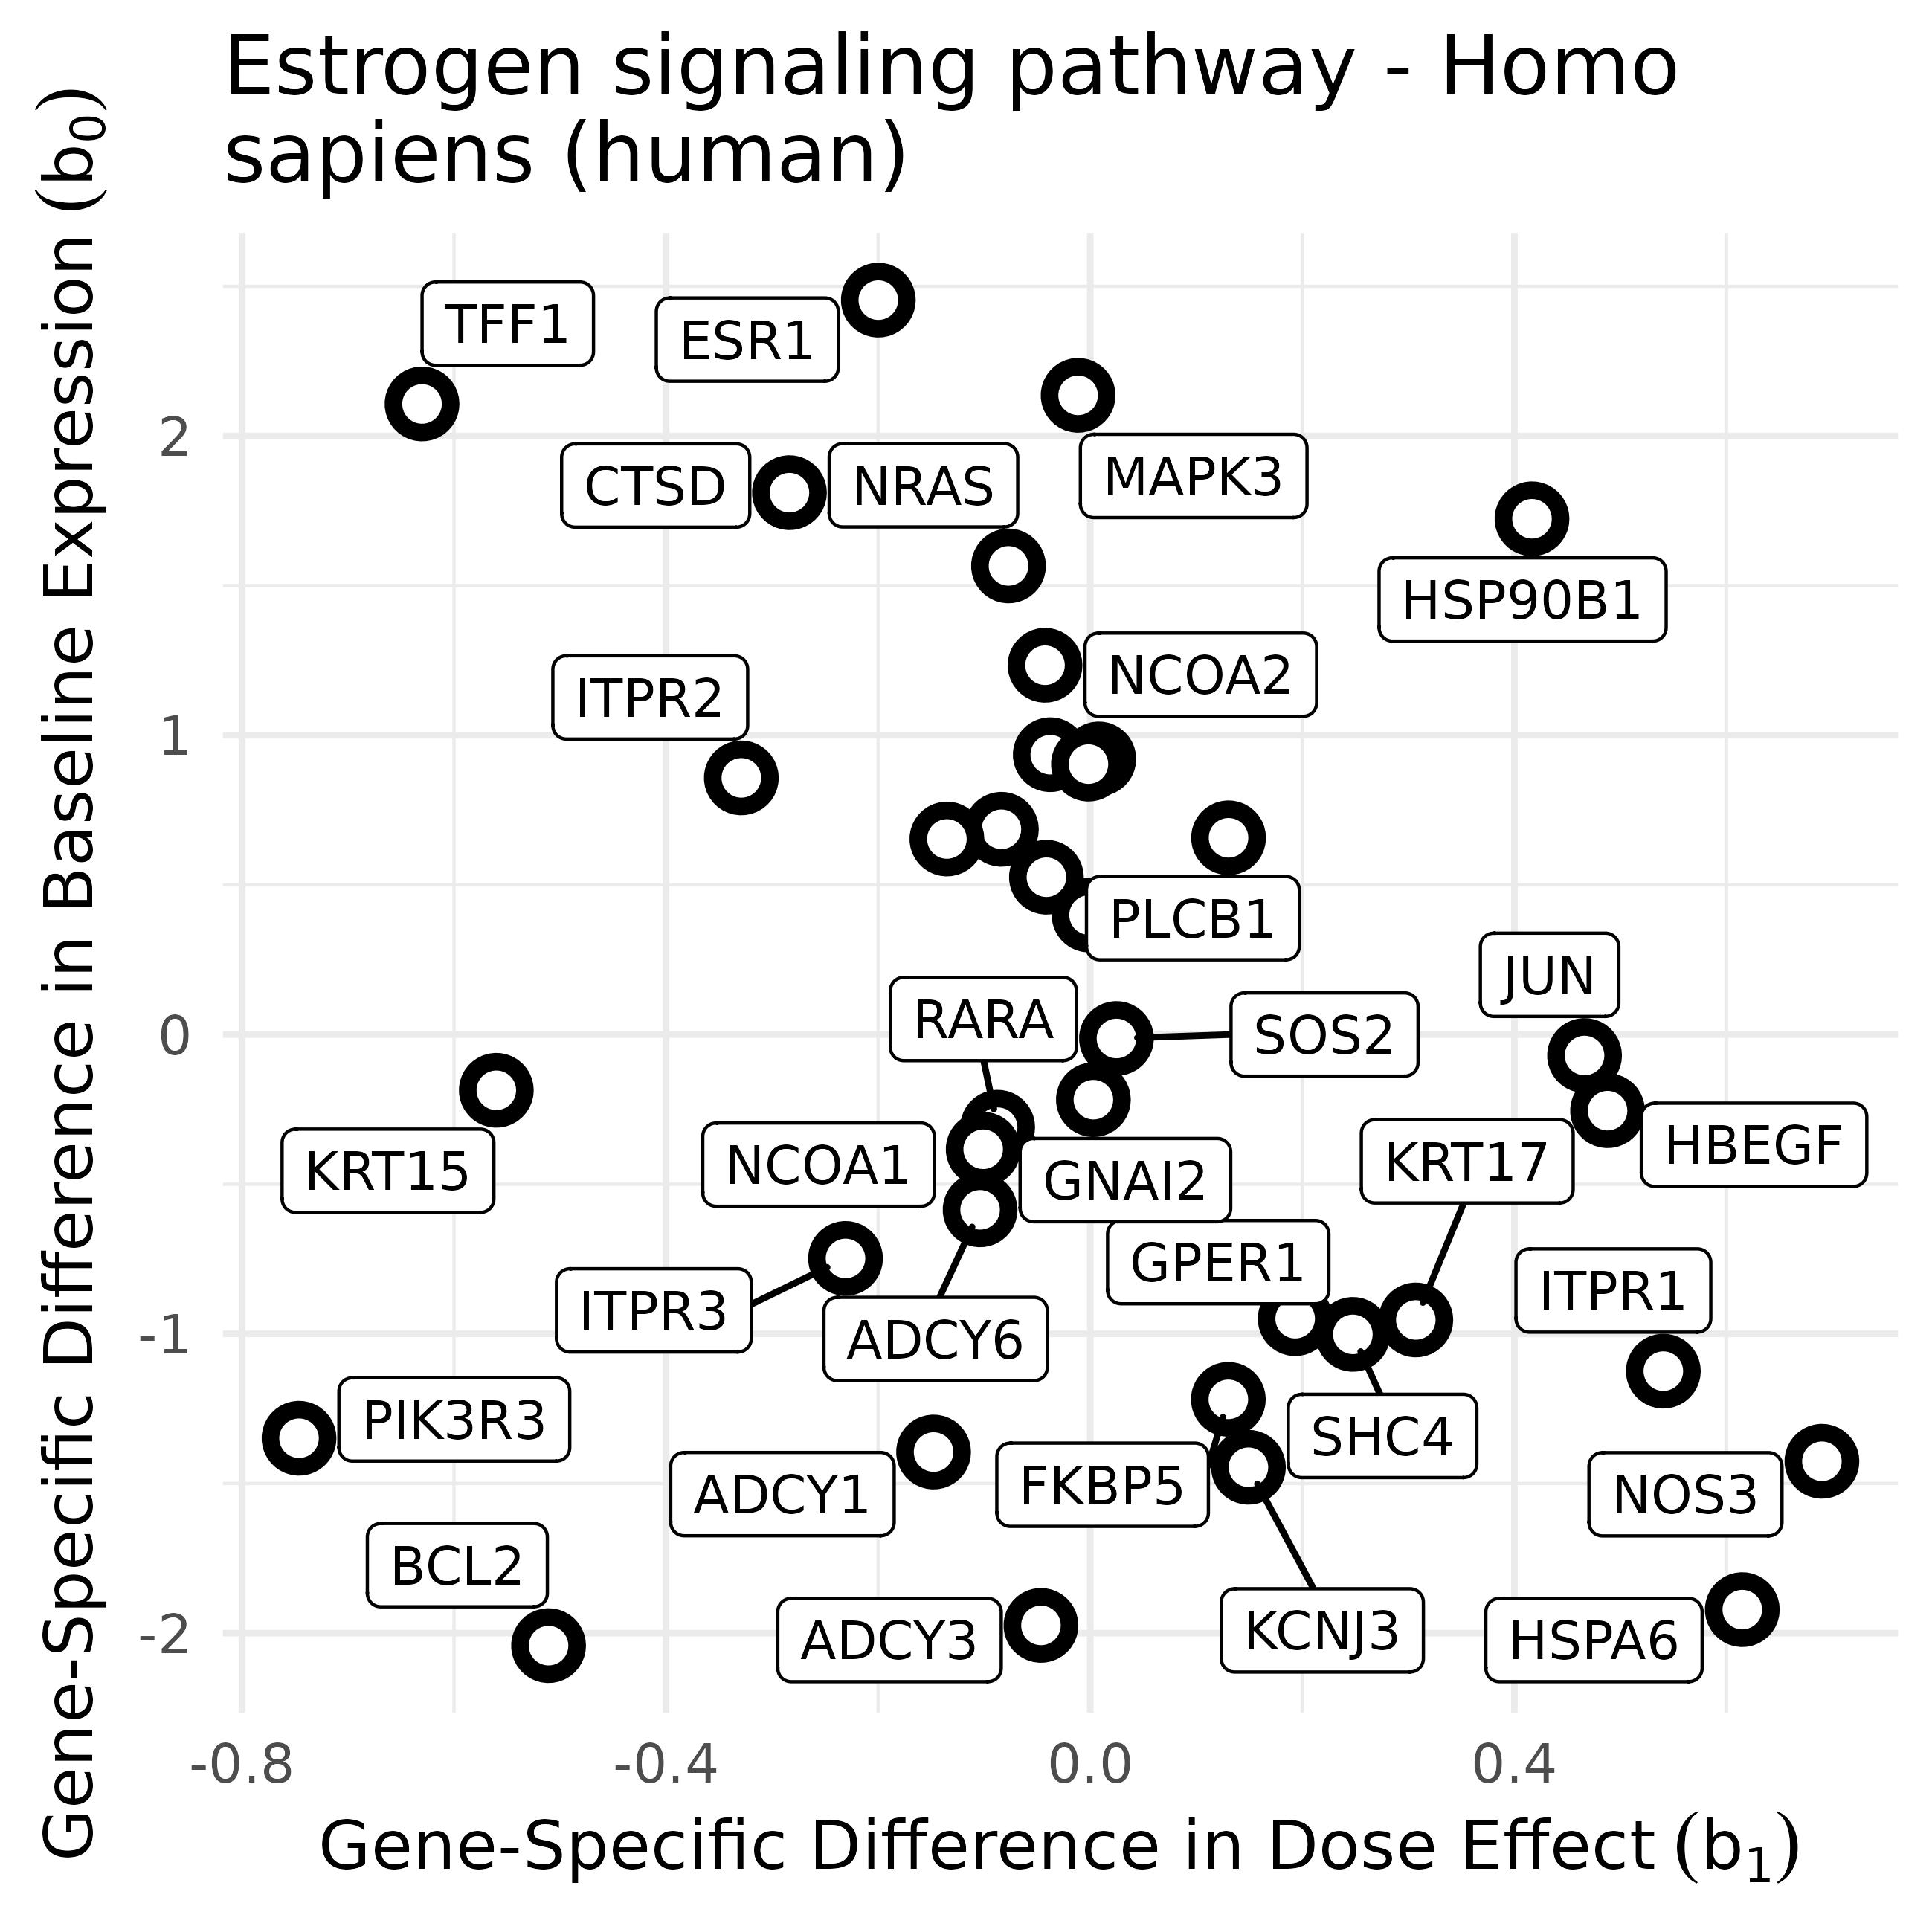 Estrogen signaling pathway - Homo
sapiens (human)
Gene-Specific Difference in Baseline Expression (b0)
TFF1
ESR1
2
CTSD
NRAS
MAPK3
HSP90B1
NCOA2
ITPR2
1
PLCB1
JUN
RARA
SOS2
0
KRT15
NCOA1
GNAI2
KRT17
HBEGF
GPER1
ITPR1
ITPR3
ADCY6
-1
PIK3R3
SHC4
ADCY1
FKBP5
NOS3
BCL2
ADCY3
KCNJ3
HSPA6
-2
-0.8
-0.4
0.0
0.4
Gene-Specific Difference in Dose Effect (b1)